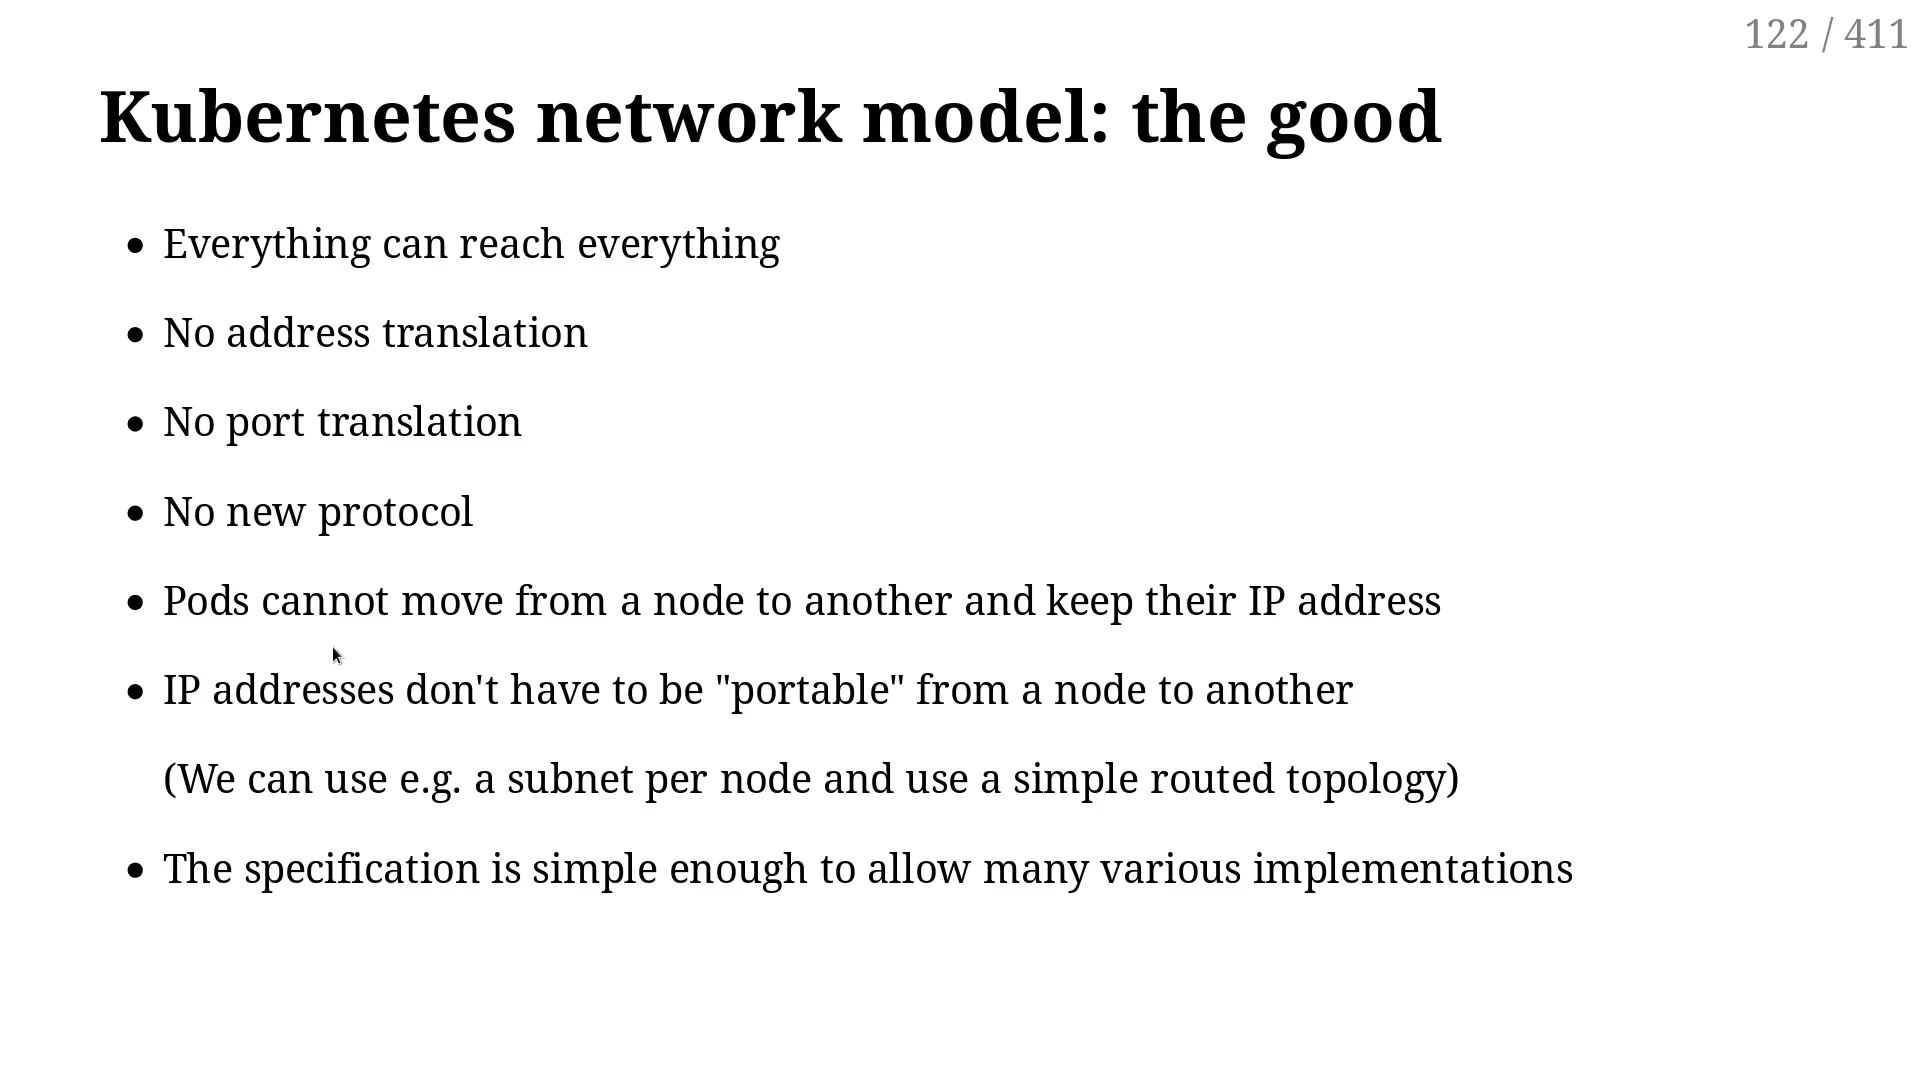 122 / 411
Kubernetes network model: the good
• Everything can reach everything
• No address translation
• No port translation
• No new protocol
• Pods cannot move from a node to another and keep their IP address
• IP addresses don't have to be "portable" from a node to another
(We can use e.g. a subnet per node and use a simple routed topology)
• The specification is simple enough to allow many various implementations